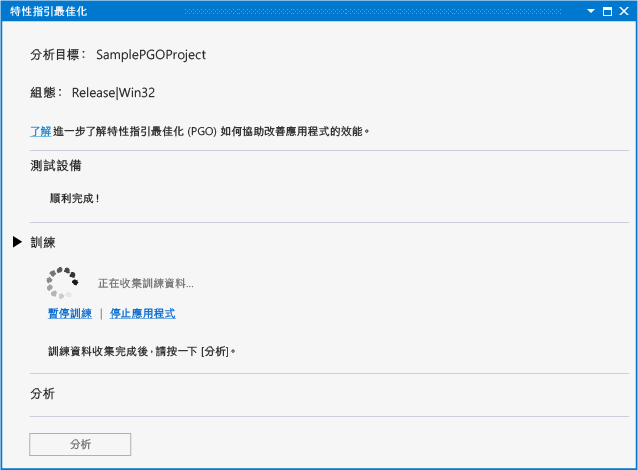 特性指引最佳化
分析目標： SamplePGOProject
組態： Release|Win32
了解 進一步了解特性指引最佳化 (PGO) 如何協助改善應用程式的效能。
測試設備
順利完成！
訓練
正在收集訓練資料...
暫停訓練 | 停止應用程式
訓練資料收集完成後，請按一下 [分析]。
分析
分析